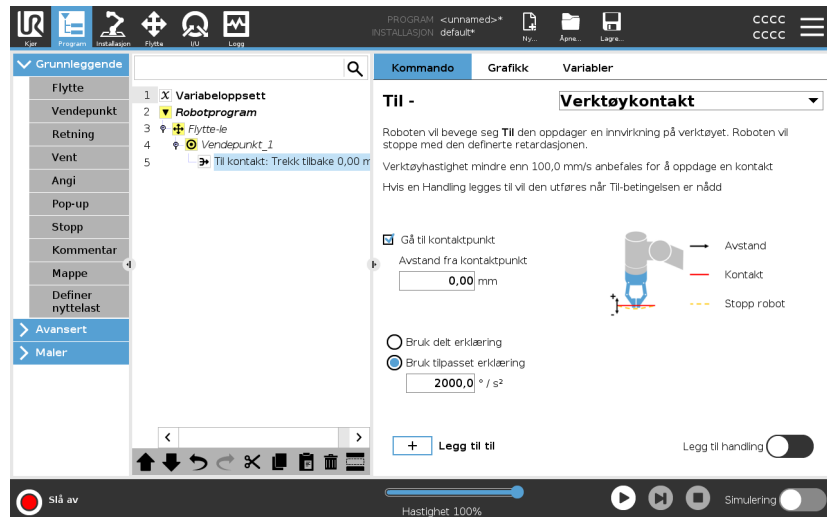 UR
Kjør
Program
Installasjon
Flytte
I/U
Logg
PROGRAM <unnamed>*
INSTALLASJON default*
Ny...
Åpne...
Lagre...
cccc
cccc
Grunnleggende
Flytte
Vendepunkt
Retning
Vent
Angi
Pop-up
Stopp
Kommentar
Mappe
Definer
nyttelast
Avansert
Maler
1 X Variabeloppsett
2 Robotprogram
3 Flytte-le
4 Vendepunkt_1
5 Til kontakt: Trekk tilbake 0,00 m
Kommando Grafikk Variabler
Til - Verktøykontakt
Roboten vil bevege seg Til den oppdager en innvirkning på verktøyet. Roboten vil
stoppe med den definerte retardasjonen.
Verktøyhastighet mindre enn 100,0 mm/s anbefales for å oppdage en kontakt
Hvis en Handling legges til vil den utføres når Til-betingelsen er nådd
Gå til kontaktpunkt
Avstand fra kontaktpunkt
0,00 mm
+
-
Avstand
Kontakt
Stopp robot
Bruk delt erklæring
Bruk tilpasset erklæring
2000,0 ° / s²
+ Legg til til
Legg til handling
Slå av
Hastighet 100%
Simulering